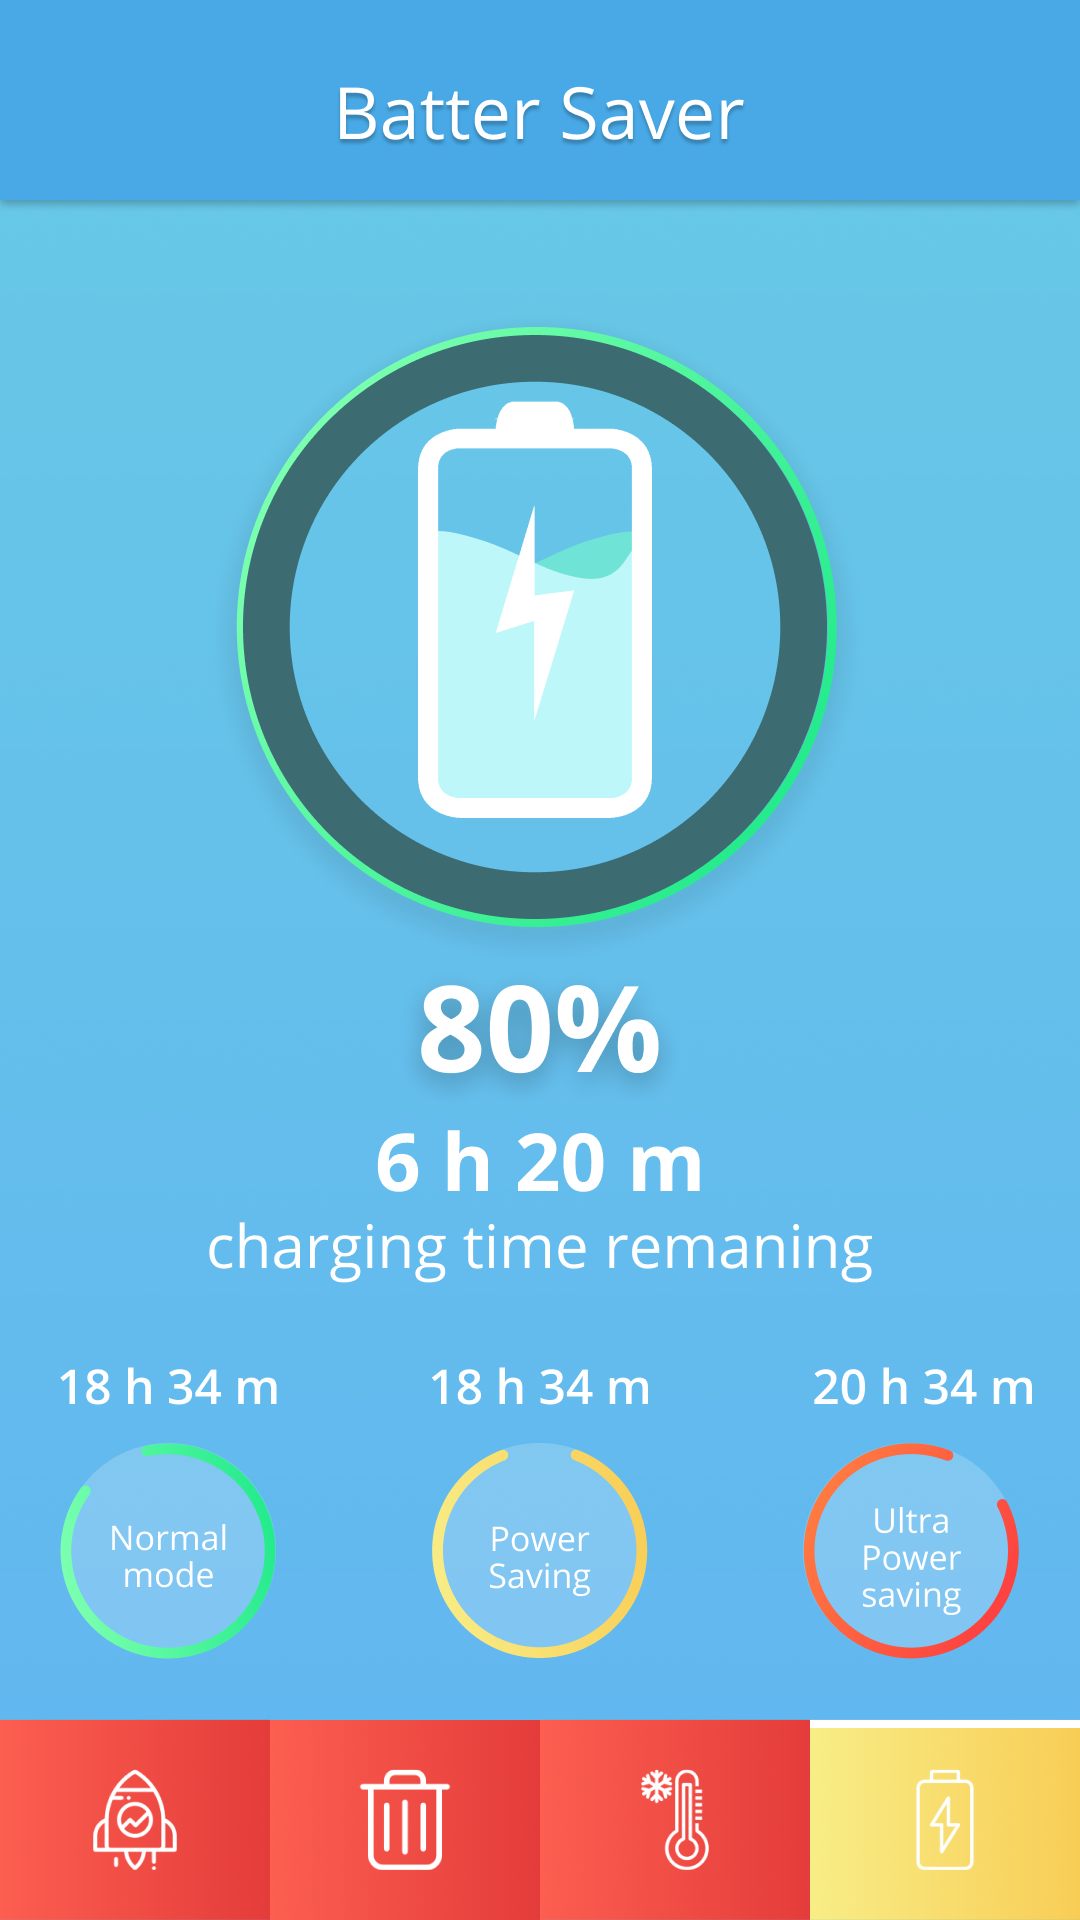 Batter Saver
80%
6 h 20 m
charging time remaning
18 h 34 m
18 h 34 m
20 h 34 m
Normal
mode
Power
Saving
Ultra
Power
saving